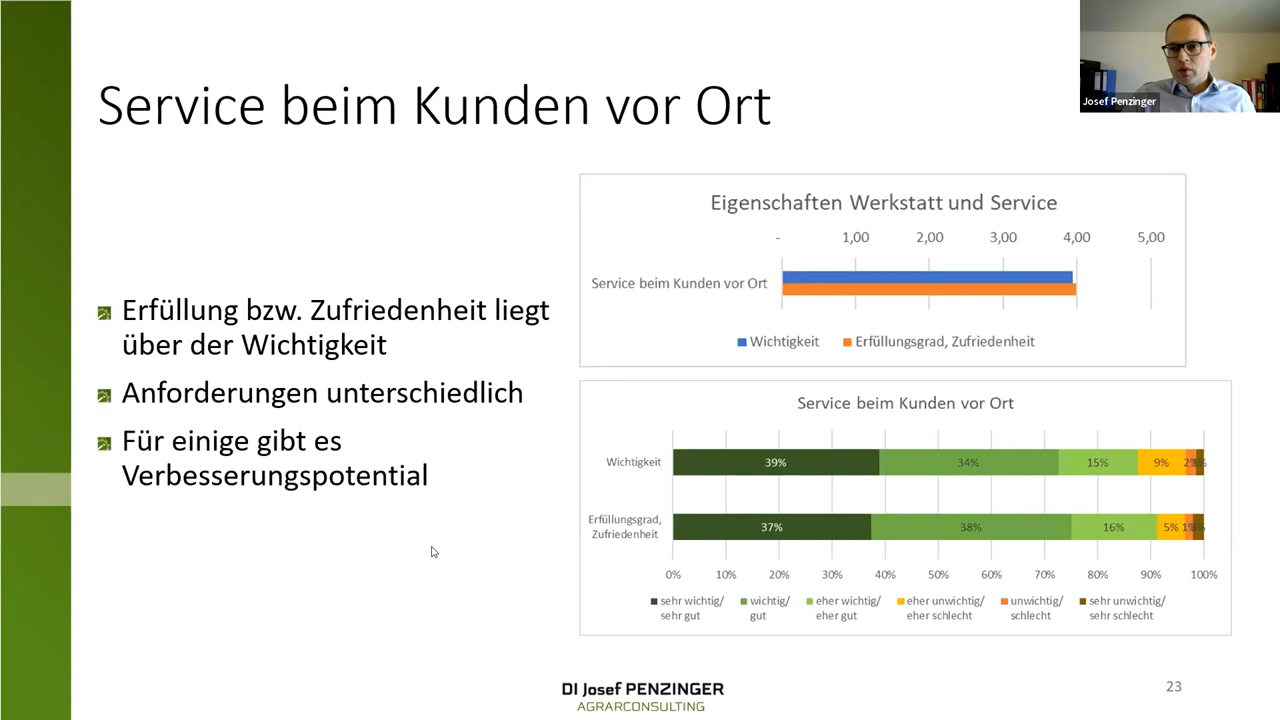 Service beim Kunden vor Ort
Josef Penzinger
Erfüllung bzw. Zufriedenheit liegt
über der Wichtigkeit
Anforderungen unterschiedlich
Für einige gibt es
Verbesserungspotential
Eigenschaften Werkstatt und Service
- 1,00 2,00 3,00 4,00 5,00
Service beim Kunden vor Ort
Wichtigkeit Erfüllungsgrad, Zufriedenheit
Service beim Kunden vor Ort
Wichtigkeit 39% 34% 15% 9%
Erfüllungsgrad,
Zufriedenheit
37% 38% 16% 5%
0% 10% 20% 30% 40% 50% 60% 70% 80% 90% 100%
sehr wichtig/
sehr gut
wichtig/
gut
eher wichtig/
eher gut
eher unwichtig/
eher schlecht
unwichtig/
schlecht
sehr unwichtig/
sehr schlecht
DI Josef PENZINGER
AGRARCONSULTING
23